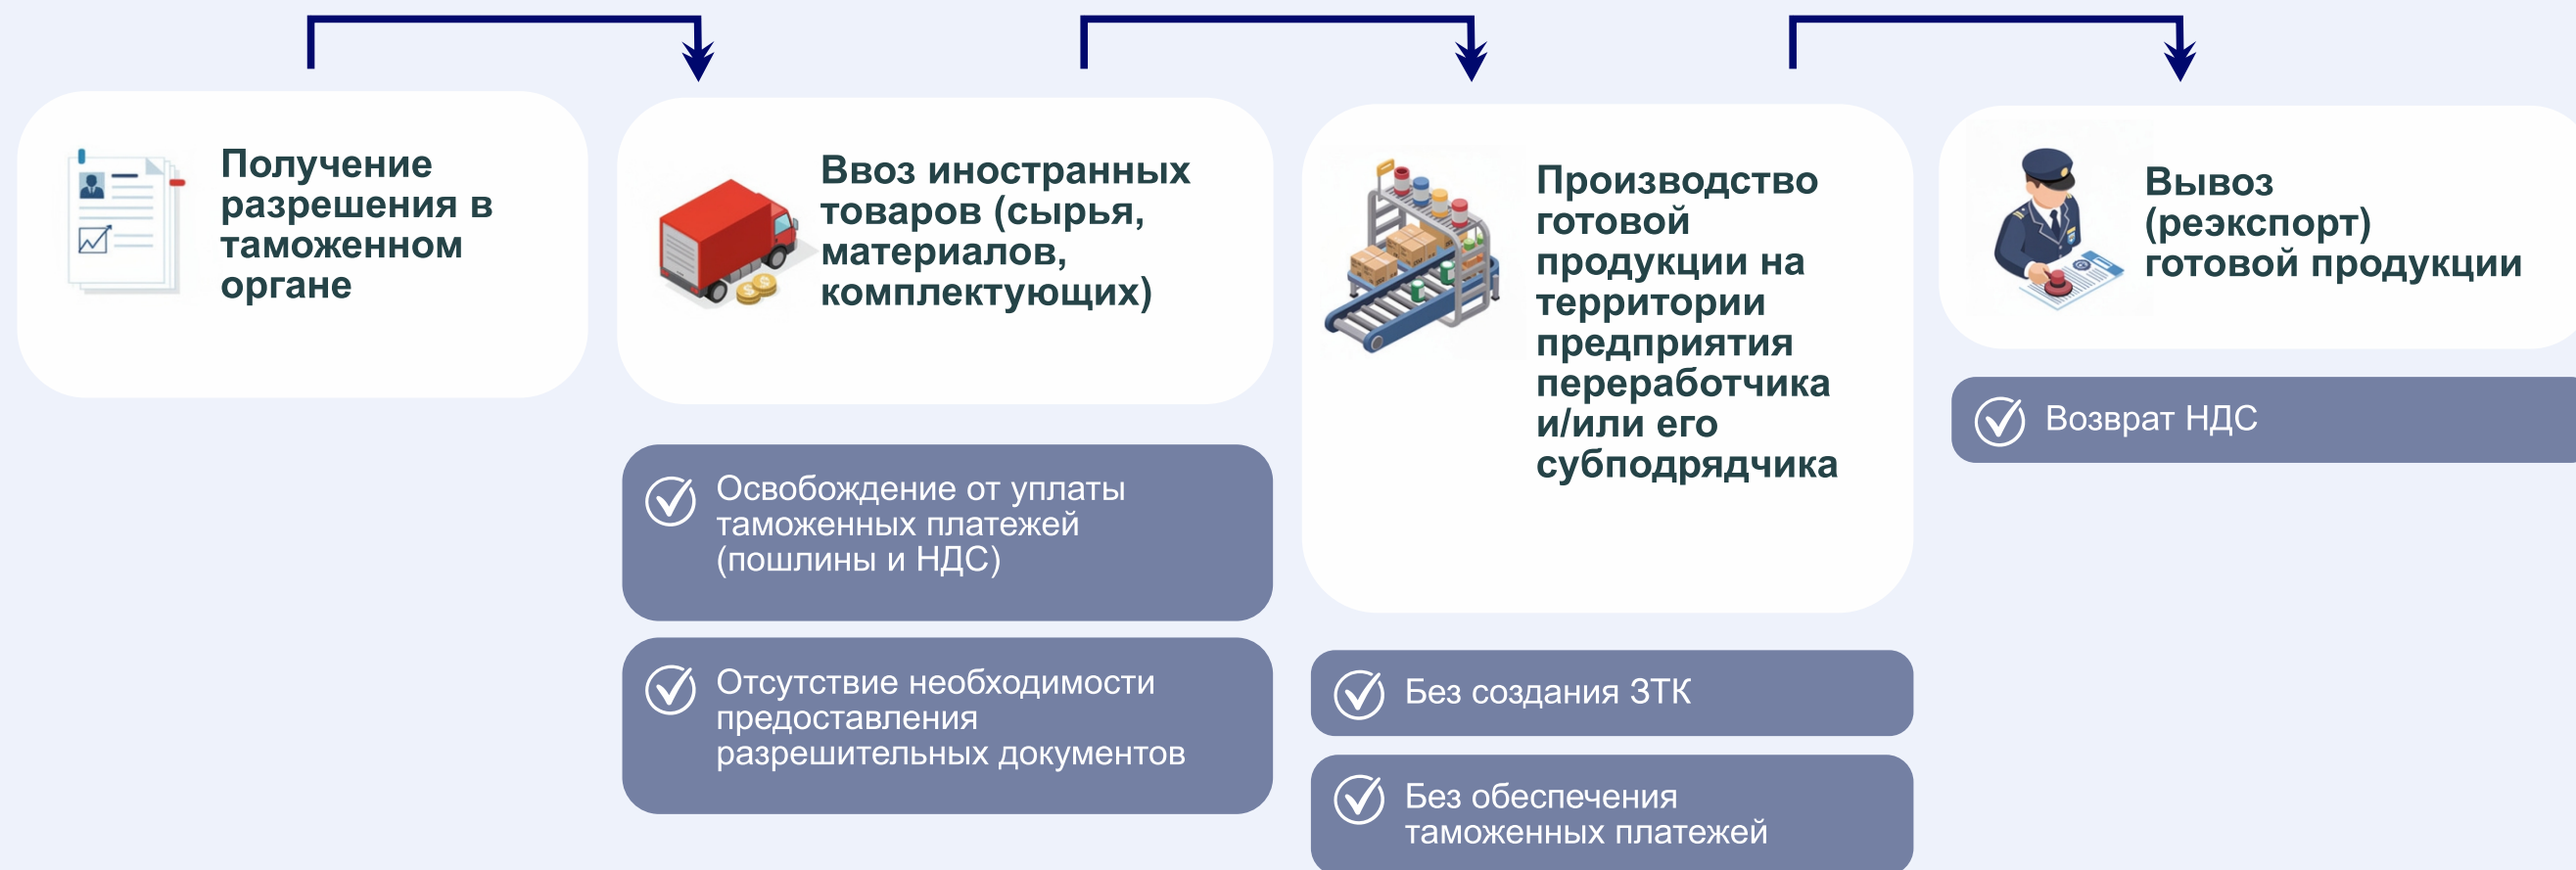 Получение
разрешения в
таможенном
органе
Ввоз иностранных
товаров (сырья,
материалов,
комплектующих)
Освобождение от уплаты
таможенных платежей
(пошлины и НДС)
Отсутствие необходимости
предоставления
разрешительных документов
Производство
готовой
продукции на
территории
предприятия
переработчика
и/или его
субподрядчика
Без создания ЗТК
Без обеспечения
таможенных платежей
Вывоз
(реэкспорт)
готовой продукции
Возврат НДС